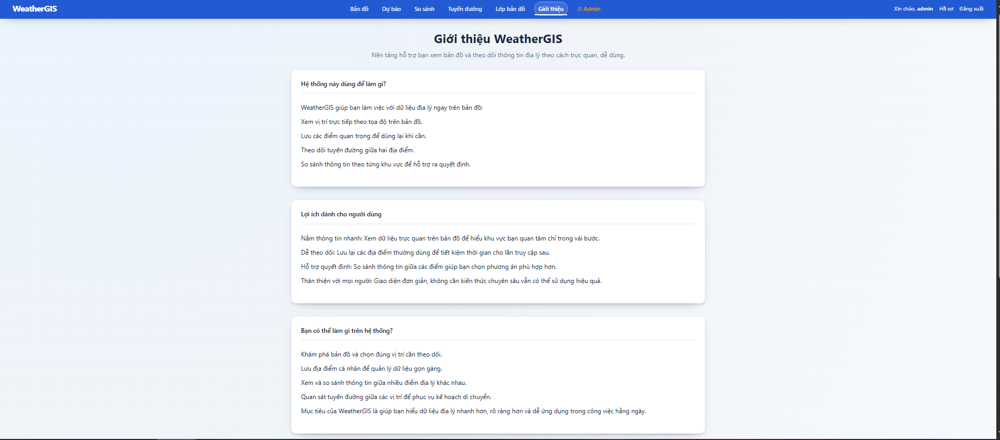 WeatherGIS
Bản đồ Dự báo So sánh Tuyến đường Lớp bản đồ Giới thiệu Admin
Xin chào, admin Hồ sơ Đăng xuất
Giới thiệu WeatherGIS
Nền tảng hỗ trợ bạn xem bản đồ và theo dõi thông tin địa lý theo cách trực quan, dễ dùng.
Hệ thống này dùng để làm gì?
WeatherGIS giúp bạn làm việc với dữ liệu địa lý ngay trên bản đồ:
Xem vị trí trực tiếp theo tọa độ trên bản đồ.
Lưu các điểm quan trọng để dùng lại khi cần.
Theo dõi tuyến đường giữa hai địa điểm.
So sánh thông tin theo từng khu vực để hỗ trợ ra quyết định.
Lợi ích dành cho người dùng
Nắm thông tin nhanh: Xem dữ liệu trực quan trên bản đồ để hiểu khu vực bạn quan tâm chỉ trong vài bước.
Dễ theo dõi: Lưu lại các địa điểm thường dùng để tiết kiệm thời gian cho lần truy cập sau.
Hỗ trợ quyết định: So sánh thông tin giữa các điểm giúp bạn chọn phương án phù hợp hơn.
Thân thiện với mọi người: Giao diện đơn giản, không cần kiến thức chuyên sâu vẫn có thể sử dụng hiệu quả.
Bạn có thể làm gì trên hệ thống?
Khám phá bản đồ và chọn đúng vị trí cần theo dõi.
Lưu địa điểm cá nhân để quản lý dữ liệu gọn gàng.
Xem và so sánh thông tin giữa nhiều điểm địa lý khác nhau.
Quan sát tuyến đường giữa các vị trí để phục vụ kế hoạch di chuyển.
Mục tiêu của WeatherGIS là giúp bạn hiểu dữ liệu địa lý nhanh hơn, rõ ràng hơn và dễ ứng dụng trong công việc hằng ngày.